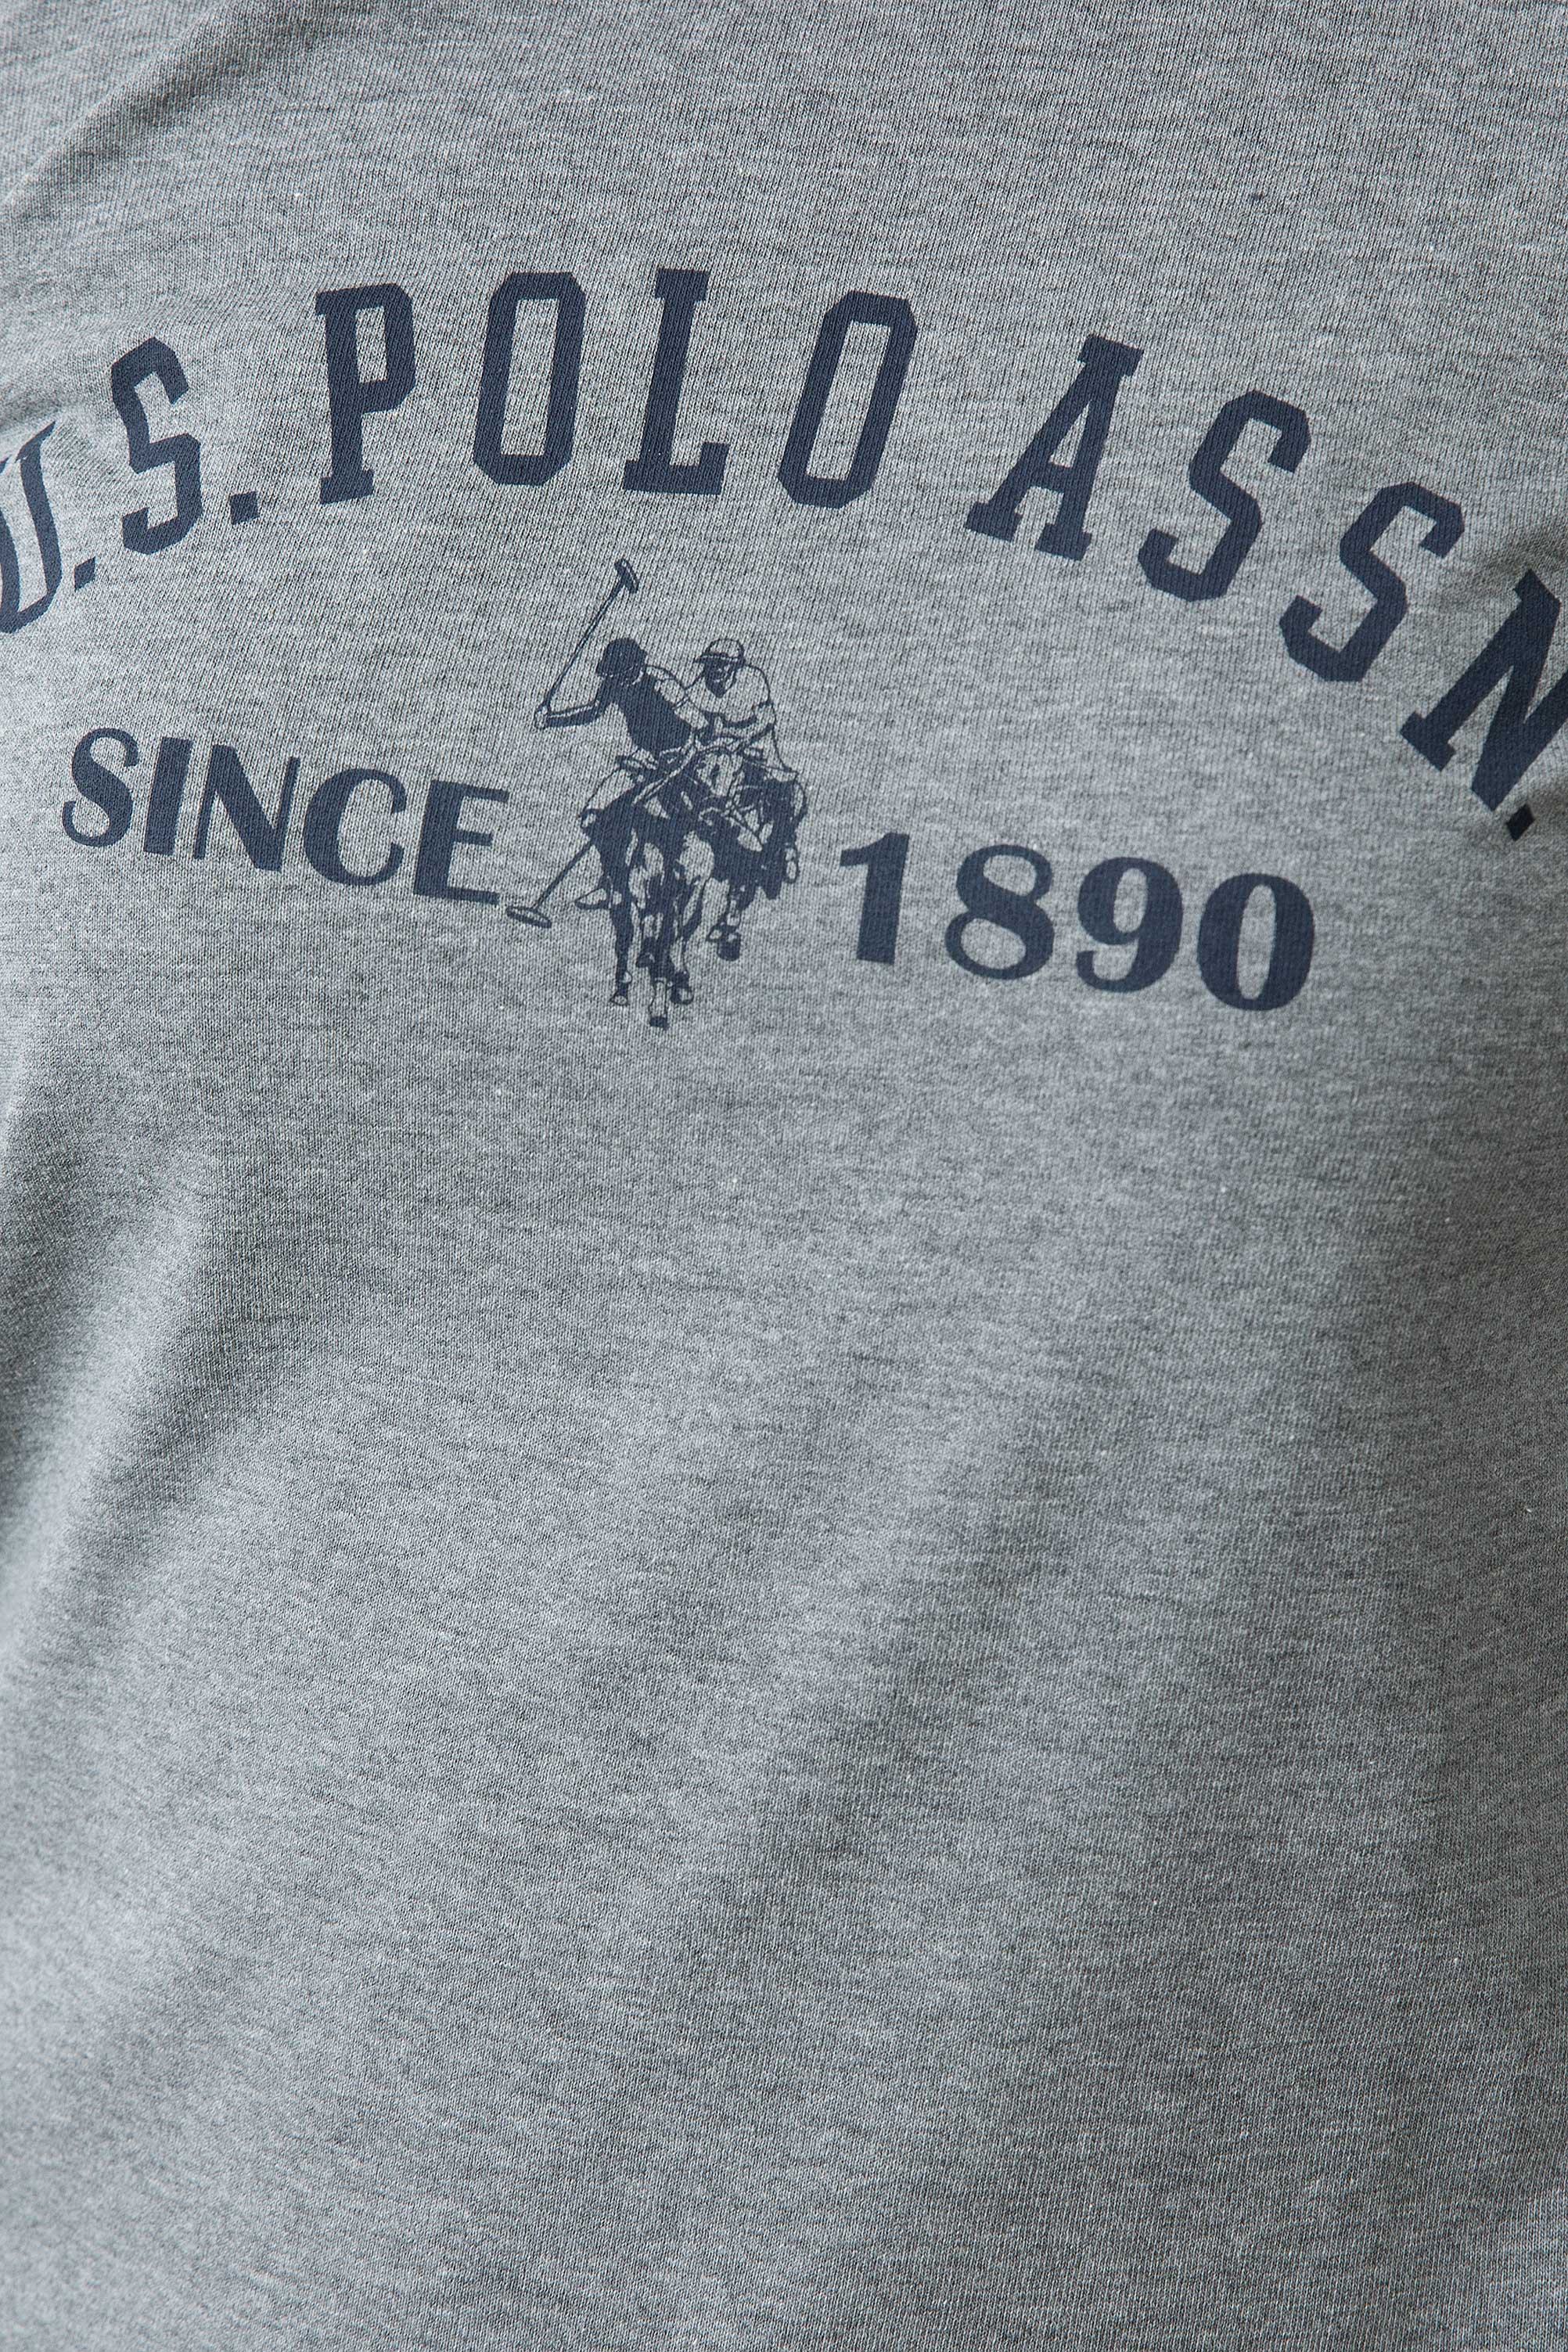 U.S. POLO ASSN.
SINCE 1890